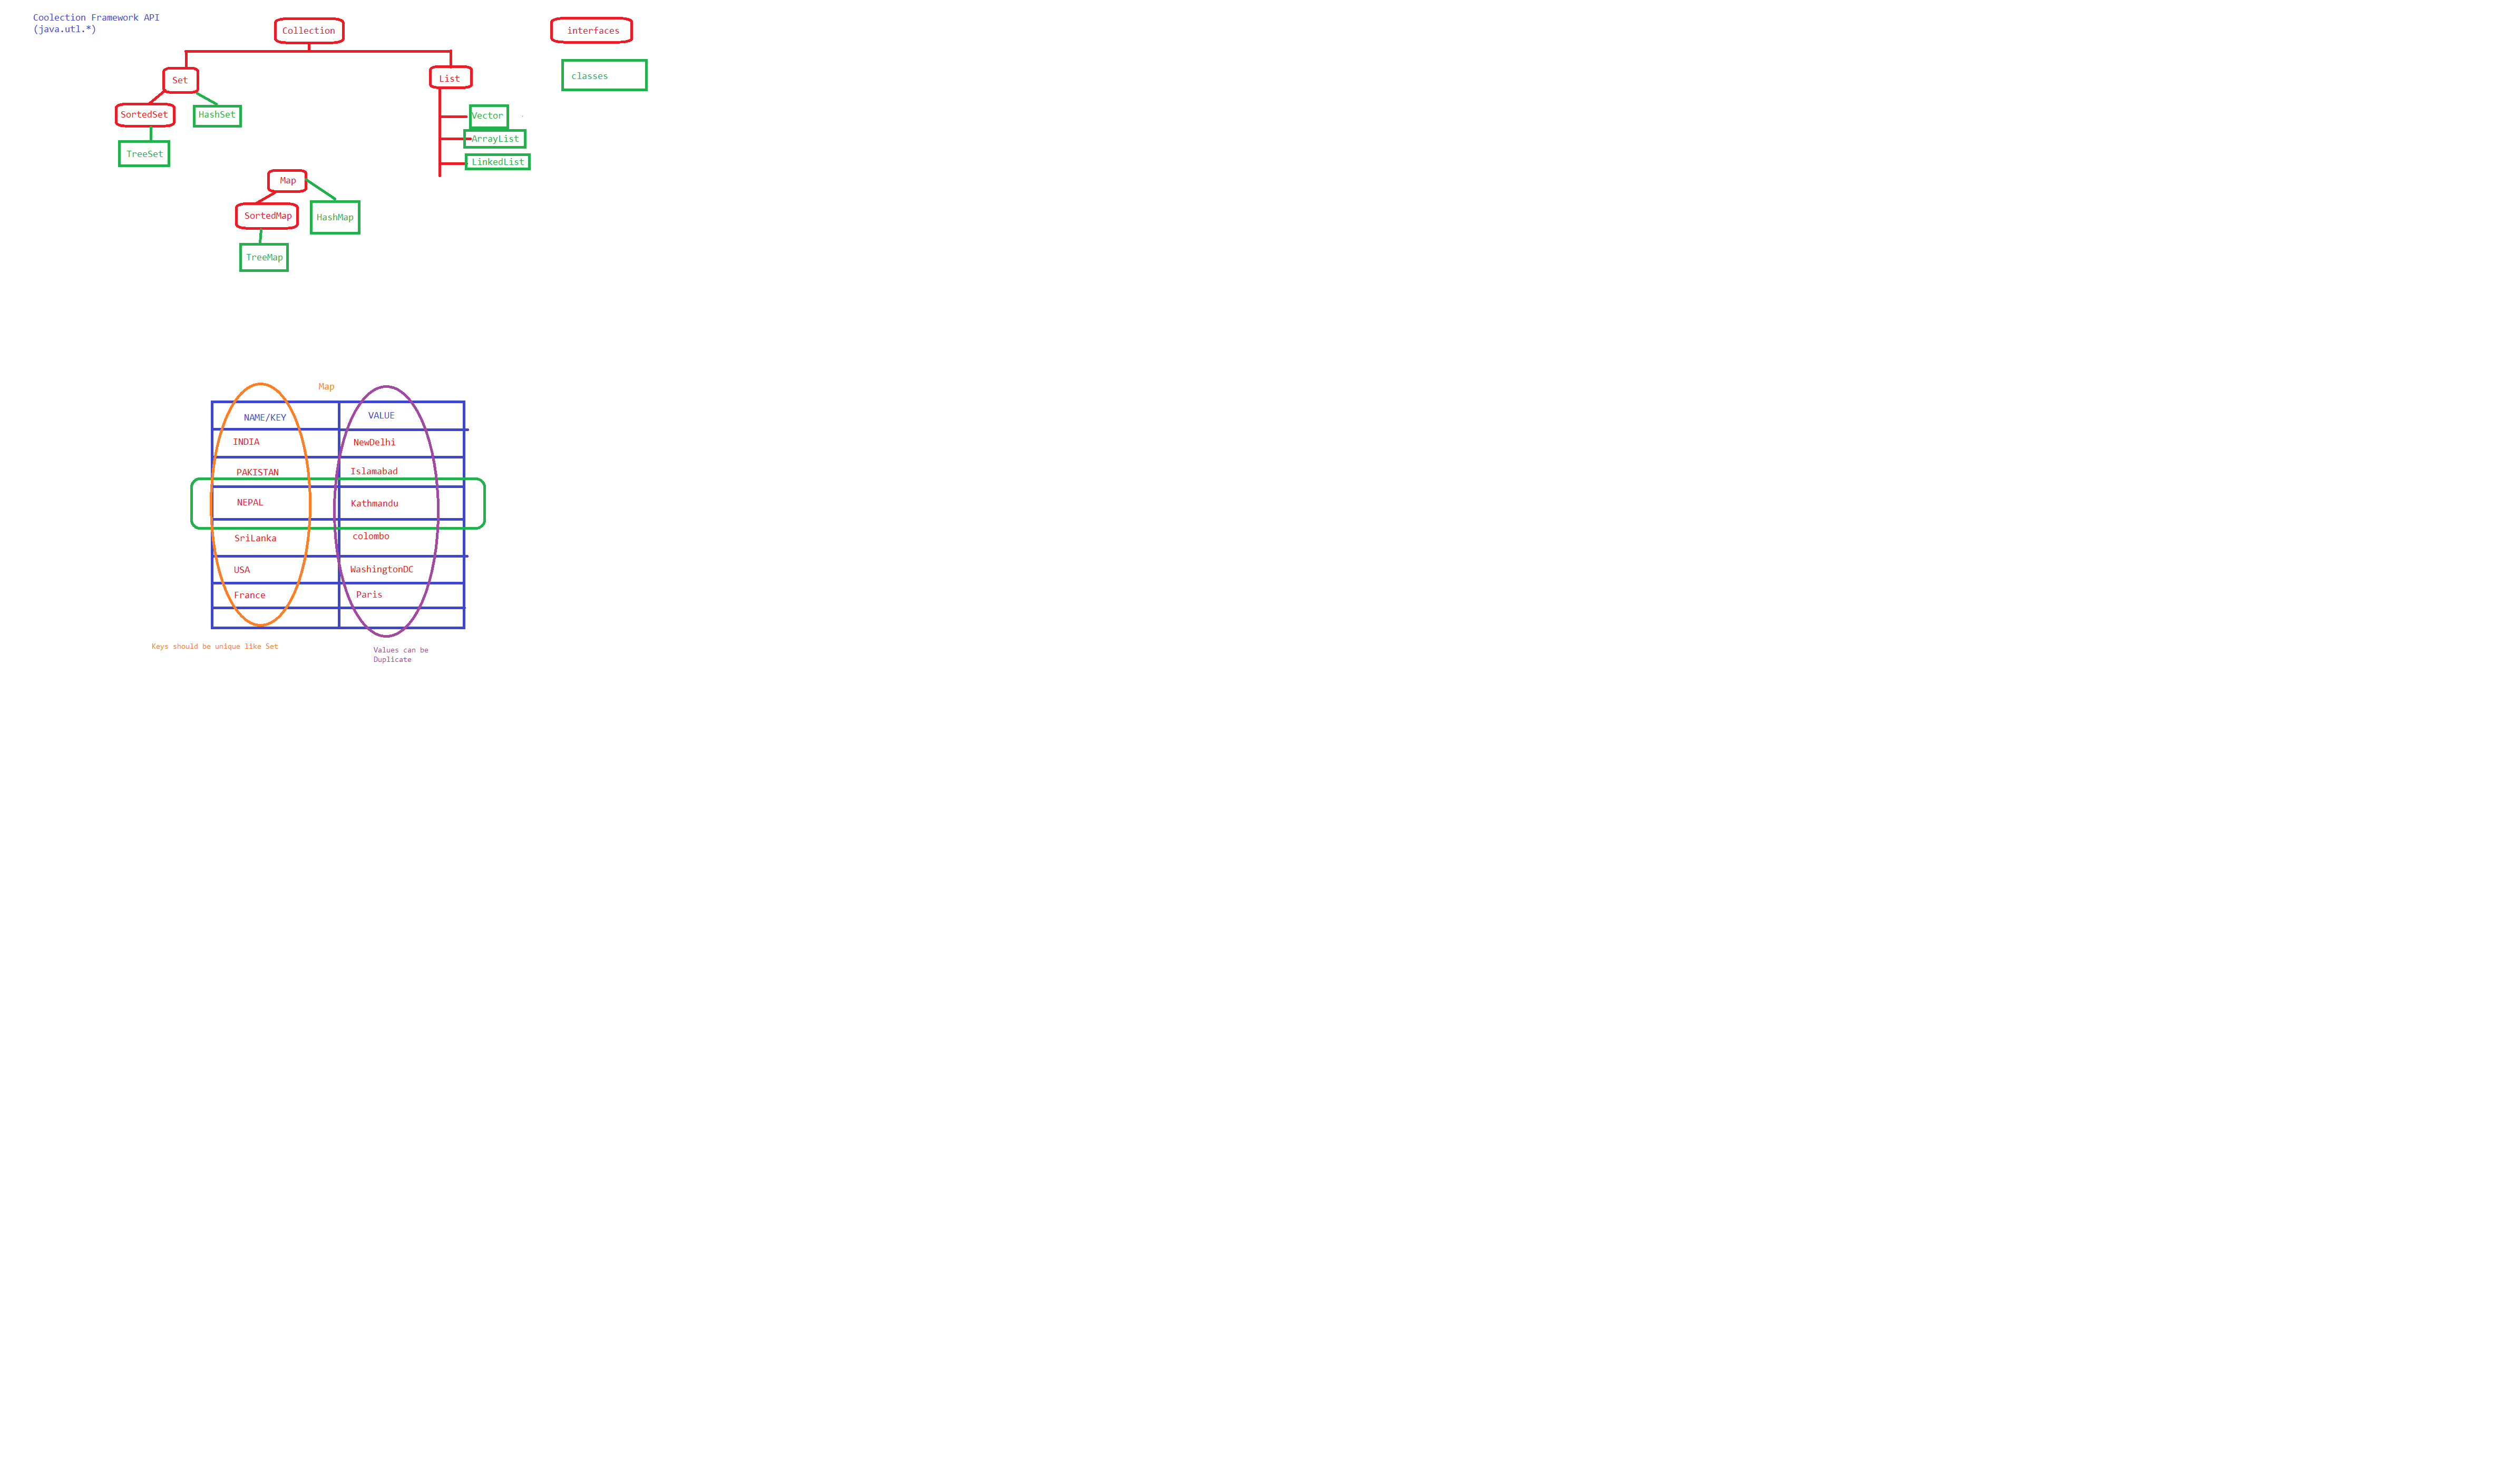 Coolection Framework API
(java.utl.*)
Collection
interfaces
Set
List
classes
SortedSet
HashSet
Vector
ArrayList
TreeSet
LinkedList
Map
SortedMap
HashMap
TreeMap
Map
NAME/KEY VALUE
INDIA NewDelhi
PAKISTAN Islamabad
NEPAL Kathmandu
SriLanka colombo
USA WashingtonDC
France Paris
Keys should be unique like Set
Values can be
Duplicate